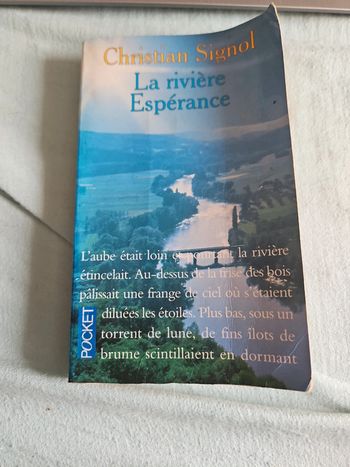 Christian Signol
La rivière
Espérance
L'aube était loin et pourtant la rivière
étincelait. Au-dessus de la frise des bois
pâlissait une frange de ciel où s'étaient
diluées les étoiles. Plus bas, sous un
torrent de lune, de fins îlots de
brume scintillaient en dormant
POCKET